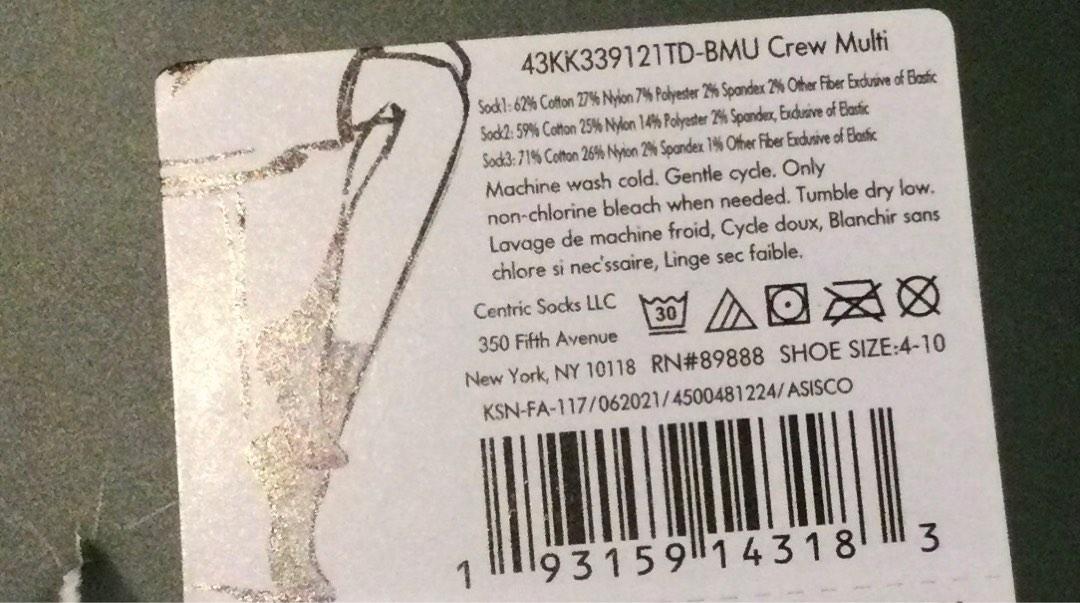 43KK339121TD-BMU Crew Multi
Sock1: 62% Cotton 27% Nylon 7% Polyester 2% Spandex 2% Other Fiber Exclusive of Elastic
Sock2: 59% Cotton 25% Nylon 14% Polyester 2% Spandex, Exclusive of Elastic
Sock3: 71% Cotton 26% Nylon 2% Spandex 1% Other Fiber Exclusive of Elastic
Machine wash cold. Gentle cycle. Only
non-chlorine bleach when needed. Tumble dry low.
Lavage de machine froid, Cycle doux, Blanchir sans
chlore si nec'ssaire, Linge sec faible.
Centric Socks LLC
30
350 Fifth Avenue
New York, NY 10118 RN#89888 SHOE SIZE:4-10
KSN-FA-117/062021/4500481224/ASISCO
1 93159 14318 3